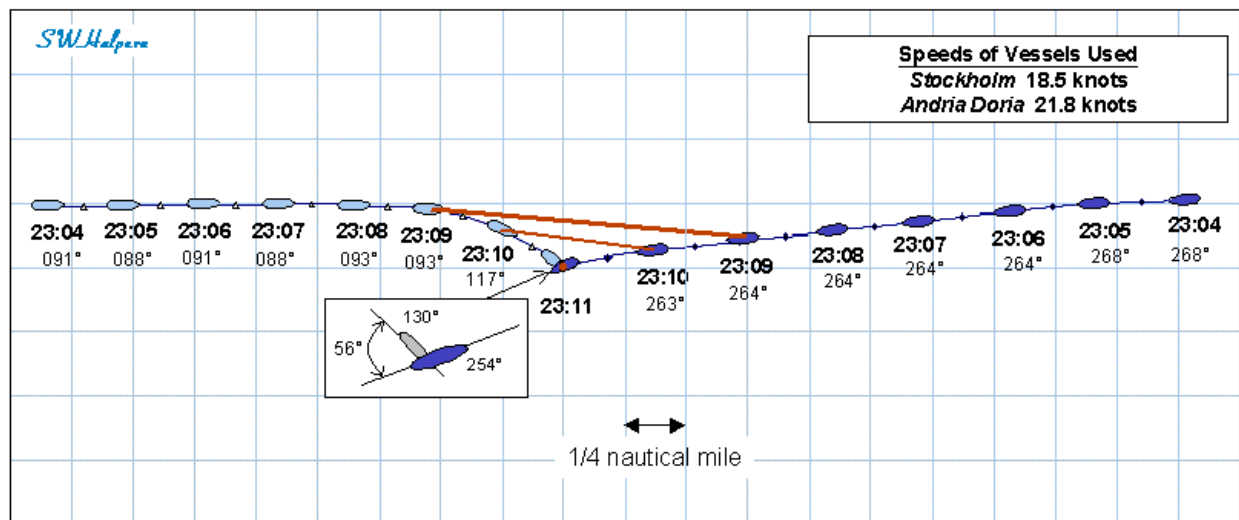 SWHalpern
Speeds of Vessels Used
Stockholm 18.5 knots
Andria Doria 21.8 knots
23:04 23:05 23:06 23:07 23:08 23:09 23:10 23:11 23:10 23:09 23:08 23:07 23:06 23:05 23:04
091° 088° 091° 088° 093° 093° 117° 263° 264° 264° 264° 264° 268° 268°
130°
56°
254°
1/4 nautical mile